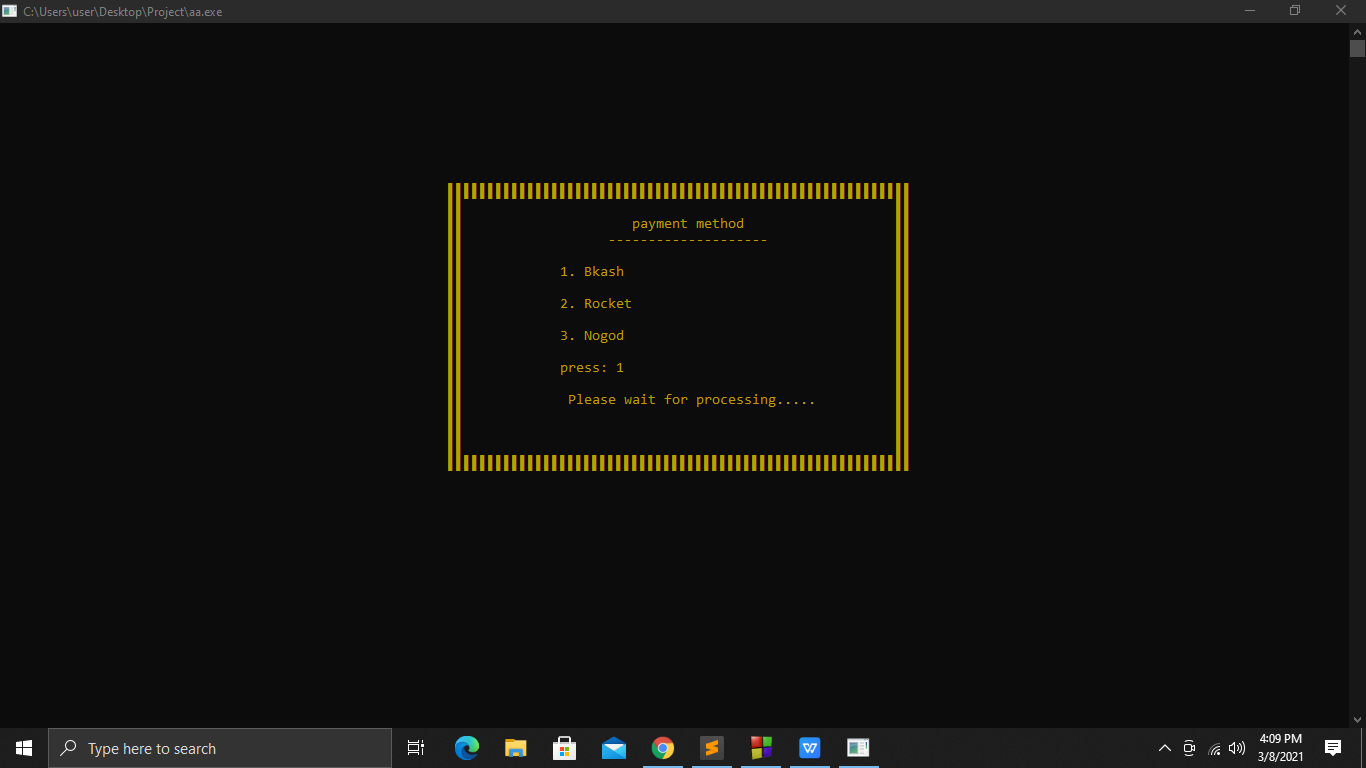 C:\Users\user\Desktop\Project\aa.exe
payment method
--------------------
1. Bkash
2. Rocket
3. Nogod
press: 1
Please wait for processing.....
Type here to search
4:09 PM
3/8/2021